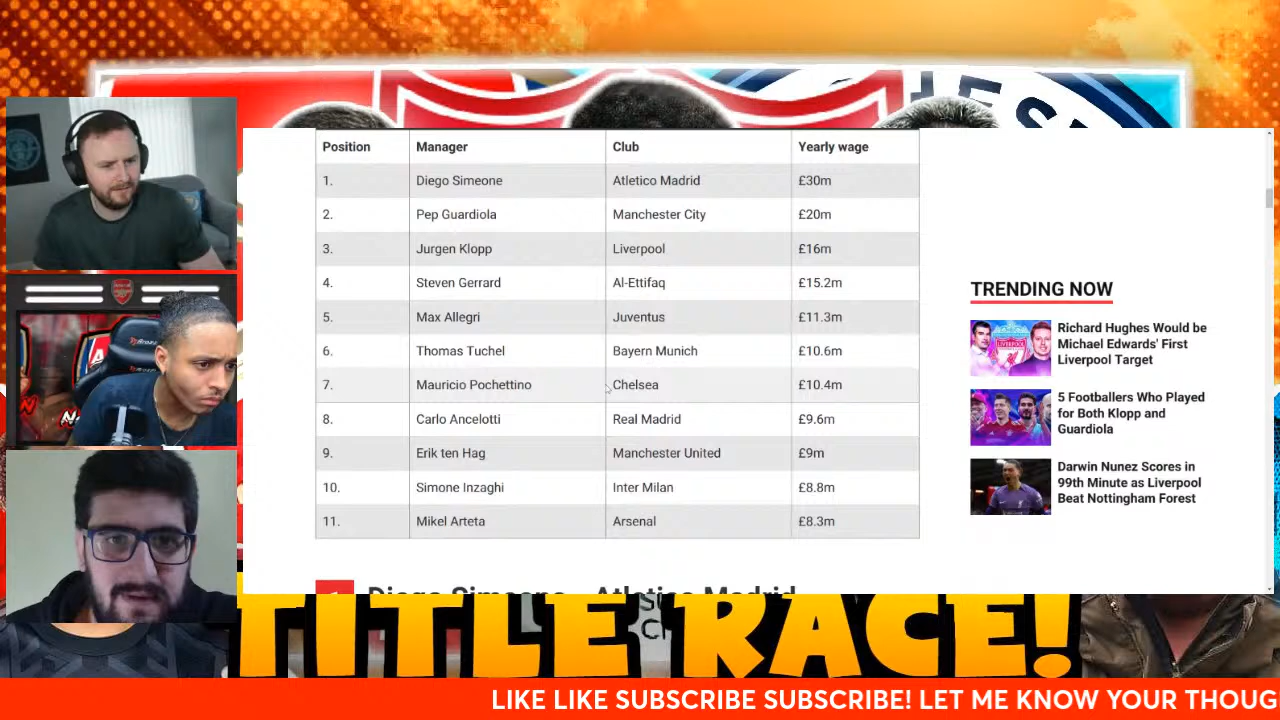 Position Manager Club Yearly wage
1. Diego Simeone Atletico Madrid £30m
2. Pep Guardiola Manchester City £20m
3. Jurgen Klopp Liverpool £16m
4. Steven Gerrard Al-Ettifaq £15.2m
5. Max Allegri Juventus £11.3m
6. Thomas Tuchel Bayern Munich £10.6m
7. Mauricio Pochettino Chelsea £10.4m
8. Carlo Ancelotti Real Madrid £9.6m
9. Erik ten Hag Manchester United £9m
10. Simone Inzaghi Inter Milan £8.8m
11. Mikel Arteta Arsenal £8.3m
TRENDING NOW
Richard Hughes Would be
Michael Edwards' First
Liverpool Target
5 Footballers Who Played
for Both Klopp and
Guardiola
Darwin Nunez Scores in
99th Minute as Liverpool
Beat Nottingham Forest
Diego Simeone - Atletico Madrid
TITLE RACE!
LIKE LIKE SUBSCRIBE SUBSCRIBE! LET ME KNOW YOUR THOUG